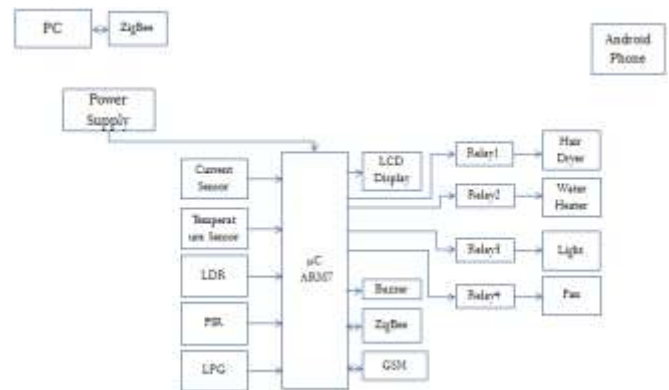 PC
ZigBee
Android
Phone
Power
Supply
Current
Sensor
LCD
Display
Relay1
Hair
Dryer
Relay2
Water
Heater
Temperat
ure Sensor
µC
ARM7
Light
LDR
Buzzer
Relay4
Fan
PIR
ZigBee
LPG
GSM